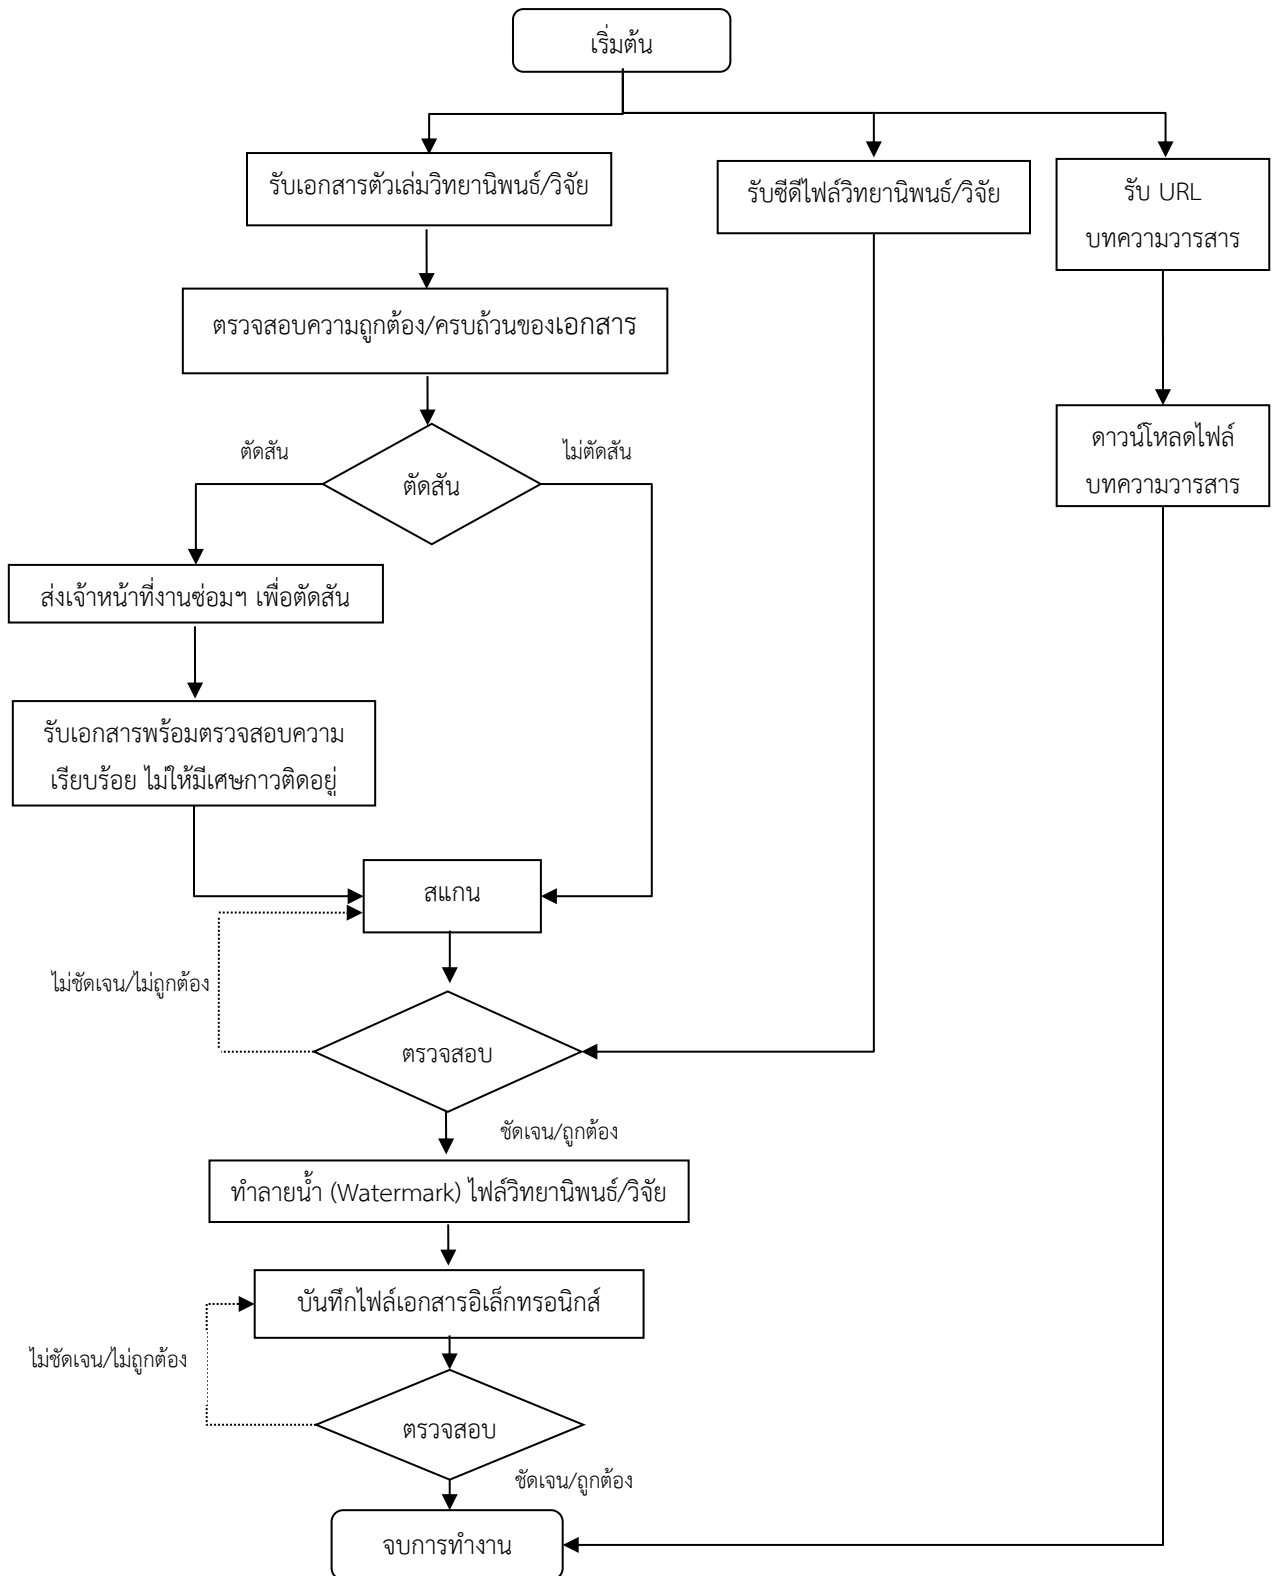 เริ่มต้น
รับเอกสารตัวเล่มวิทยานิพนธ์/วิจัย
รับซีดีไฟล์วิทยานิพนธ์/วิจัย
รับ URL
บทความวารสาร
ตรวจสอบความถูกต้อง/ครบถ้วนของเอกสาร
ดาวน์โหลดไฟล์
บทความวารสาร
ตัดสัน
ไม่ตัดสัน
ตัดสัน
ส่งเจ้าหน้าที่งานซ่อมฯ เพื่อตัดสัน
รับเอกสารพร้อมตรวจสอบความ
เรียบร้อย ไม่ให้มีเศษกาวติดอยู่
สแกน
ไม่ชัดเจน/ไม่ถูกต้อง
ตรวจสอบ
ชัดเจน/ถูกต้อง
ทำลายน้ำ (Watermark) ไฟล์วิทยานิพนธ์/วิจัย
บันทึกไฟล์เอกสารอิเล็กทรอนิกส์
ไม่ชัดเจน/ไม่ถูกต้อง
ตรวจสอบ
ชัดเจน/ถูกต้อง
จบการทำงาน